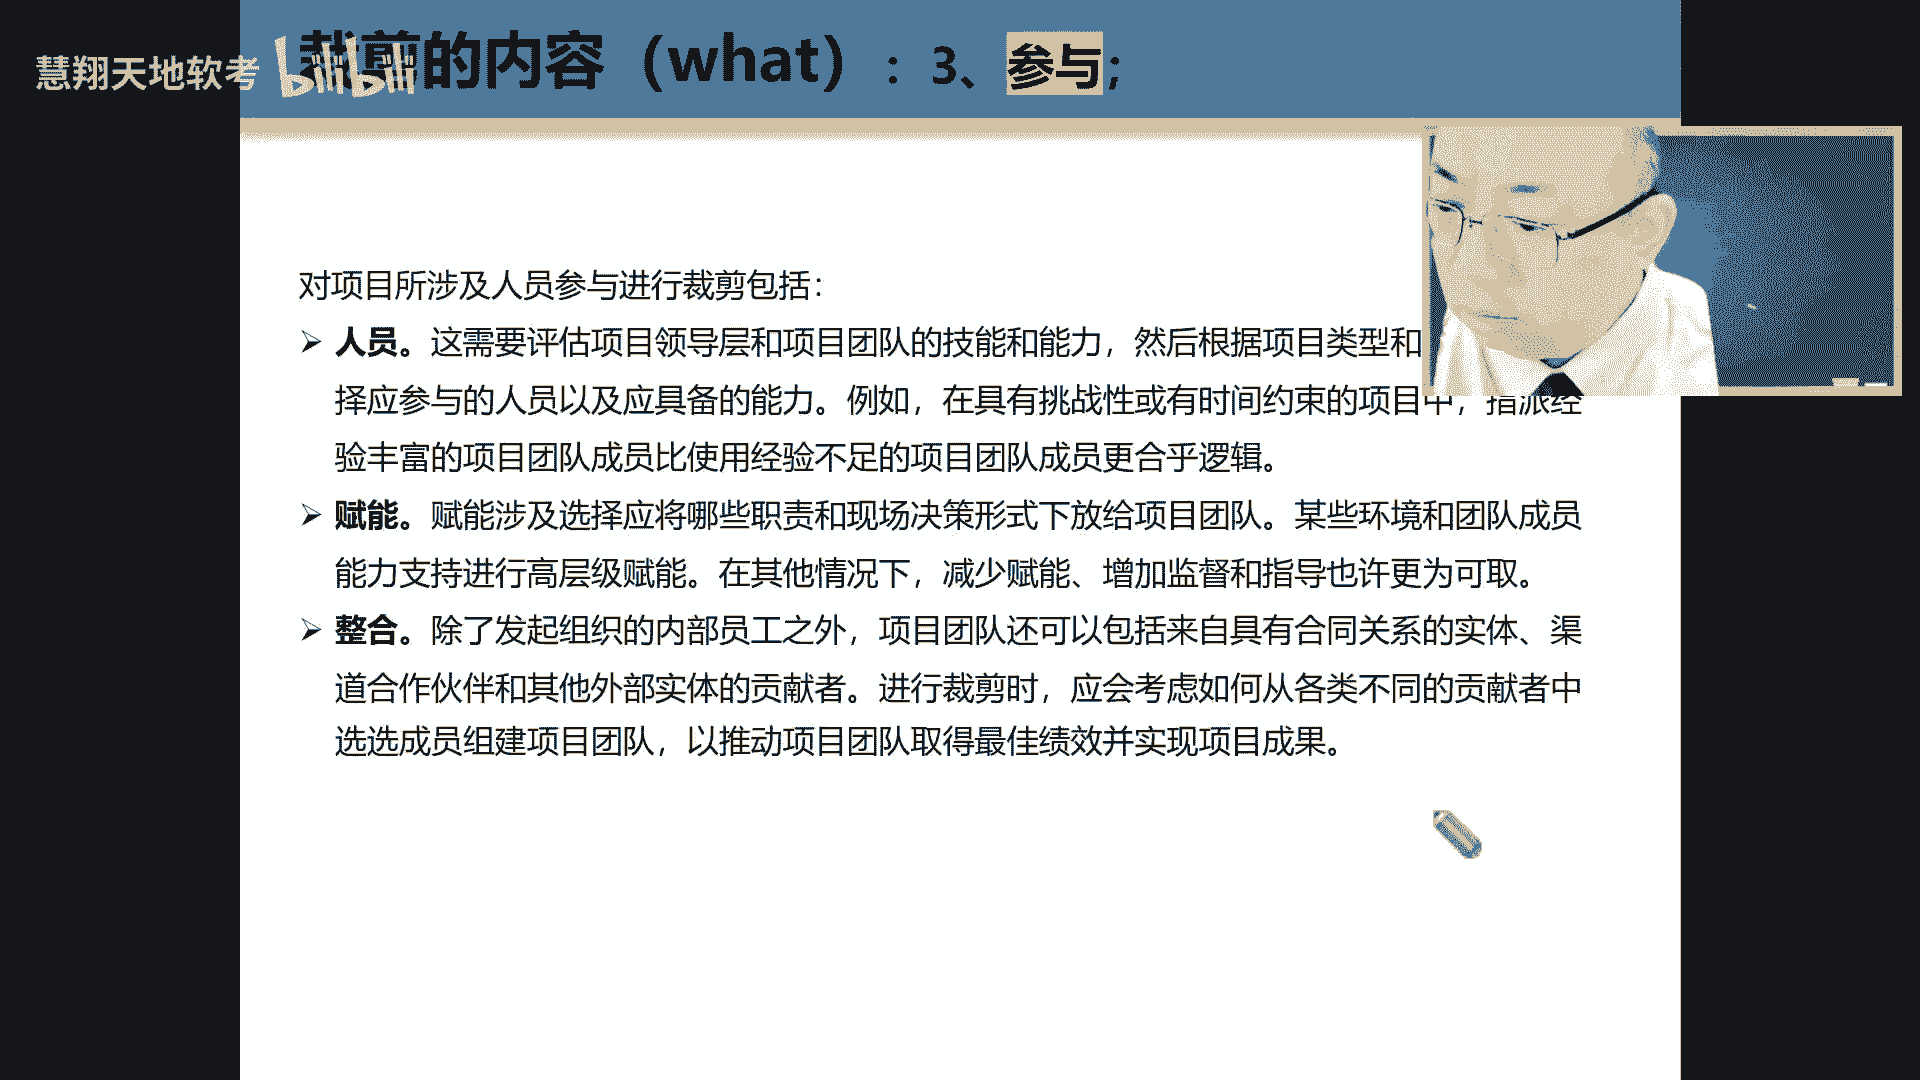 慧翔天地软考
bilibili
裁剪的内容（what）：3、参与；
对项目所涉及人员参与进行裁剪包括：
➢ 人员。这需要评估项目领导层和项目团队的技能和能力，然后根据项目类型和
择应参与的人员以及应具备的能力。例如，在具有挑战性或有时间约束的项目中，指派经
验丰富的项目团队成员比使用经验不足的项目团队成员更合乎逻辑。
➢ 赋能。赋能涉及选择应将哪些职责和现场决策形式下放给项目团队。某些环境和团队成员
能力支持进行高层级赋能。在其他情况下，减少赋能、增加监督和指导也许更为可取。
➢ 整合。除了发起组织的内部员工之外，项目团队还可以包括来自具有合同关系的实体、渠
道合作伙伴和其他外部实体的贡献者。进行裁剪时，应会考虑如何从各类不同的贡献者中
选选成员组建项目团队，以推动项目团队取得最佳绩效并实现项目成果。